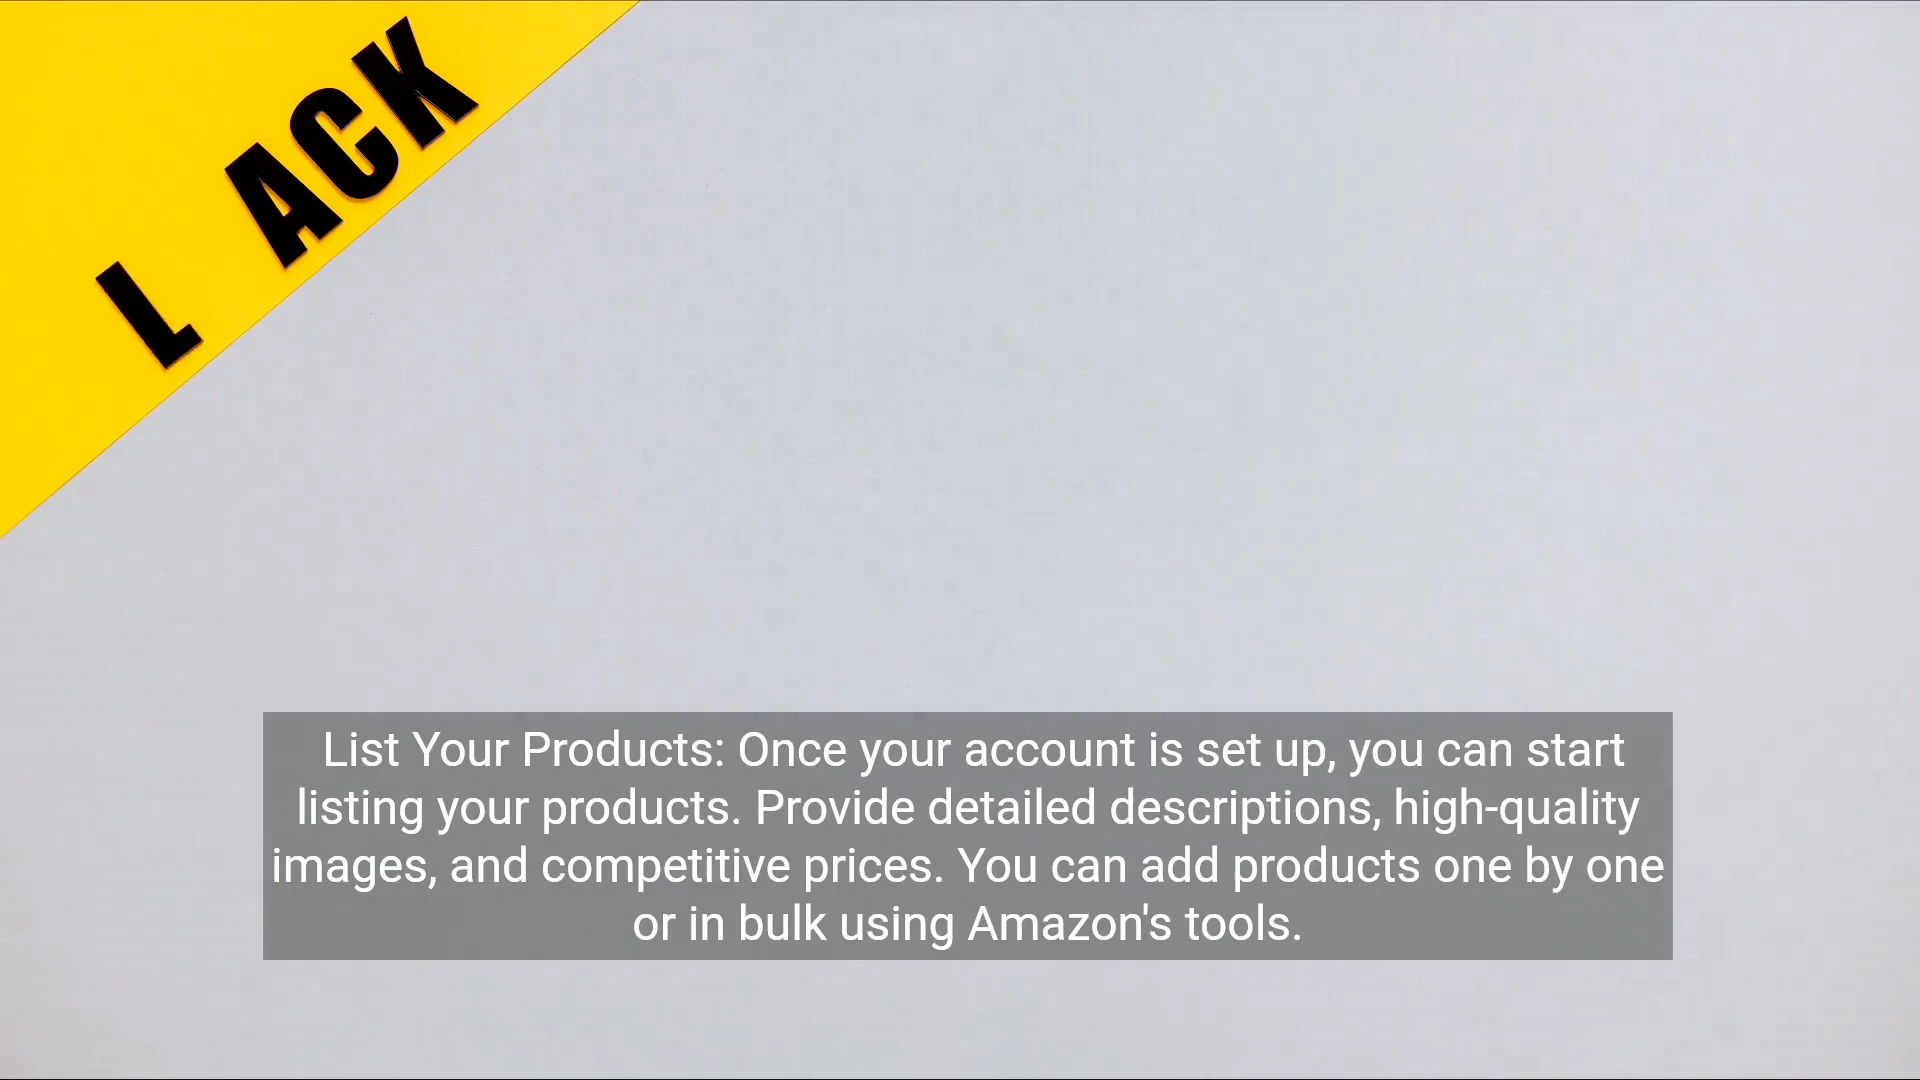 L ACK
List Your Products: Once your account is set up, you can start
listing your products. Provide detailed descriptions, high-quality
images, and competitive prices. You can add products one by one
or in bulk using Amazon's tools.